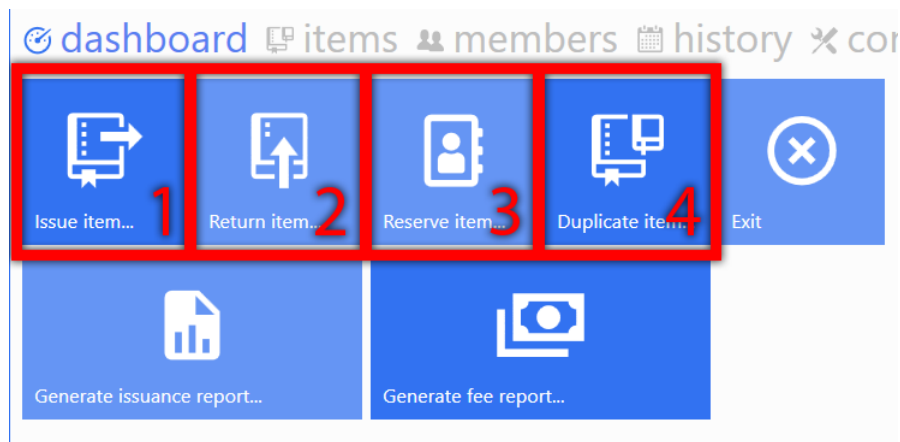 dashboard items members history cor
1 2 3 4
Issue item... Return item... Reserve item... Duplicate item... Exit
Generate issuance report... Generate fee report...